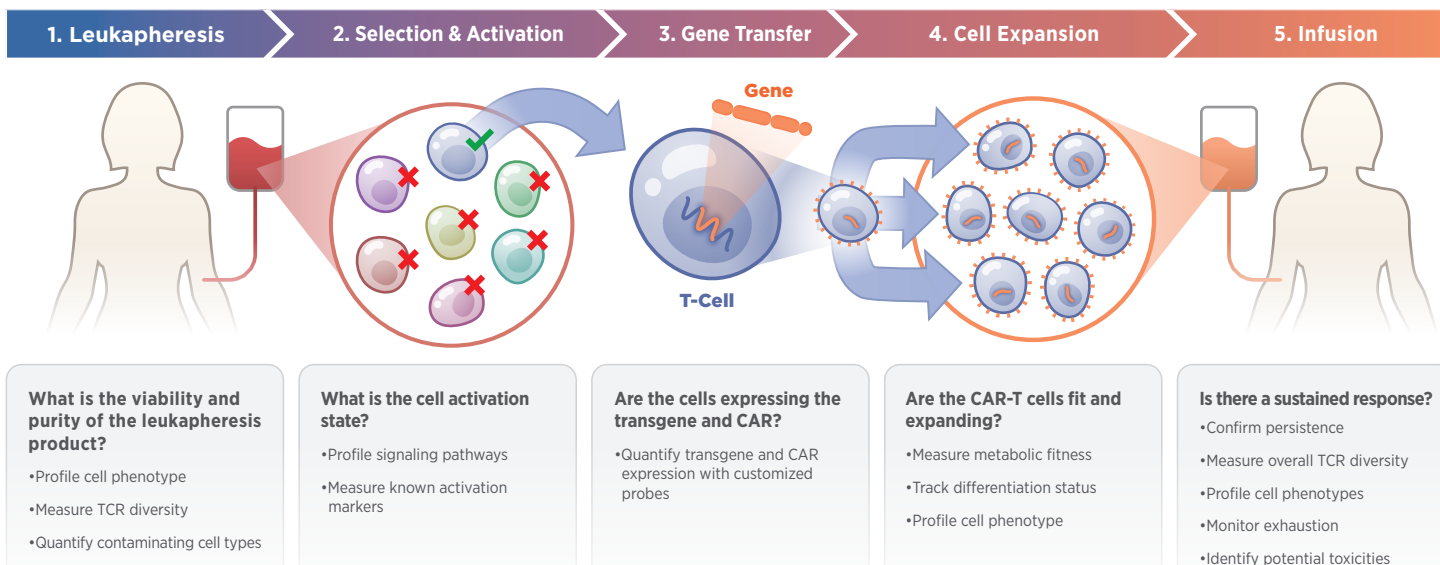 1. Leukapheresis
2. Selection & Activation
3. Gene Transfer
4. Cell Expansion
5. Infusion
Gene
T-Cell
What is the viability and
purity of the leukapheresis
product?
•Profile cell phenotype
•Measure TCR diversity
•Quantify contaminating cell types
What is the cell activation
state?
•Profile signaling pathways
•Measure known activation
markers
Are the cells expressing the
transgene and CAR?
•Quantify transgene and CAR
expression with customized
probes
Are the CAR-T cells fit and
expanding?
•Measure metabolic fitness
•Track differentiation status
•Profile cell phenotype
Is there a sustained response?
•Confirm persistence
•Measure overall TCR diversity
•Profile cell phenotypes
•Monitor exhaustion
•Identify potential toxicities